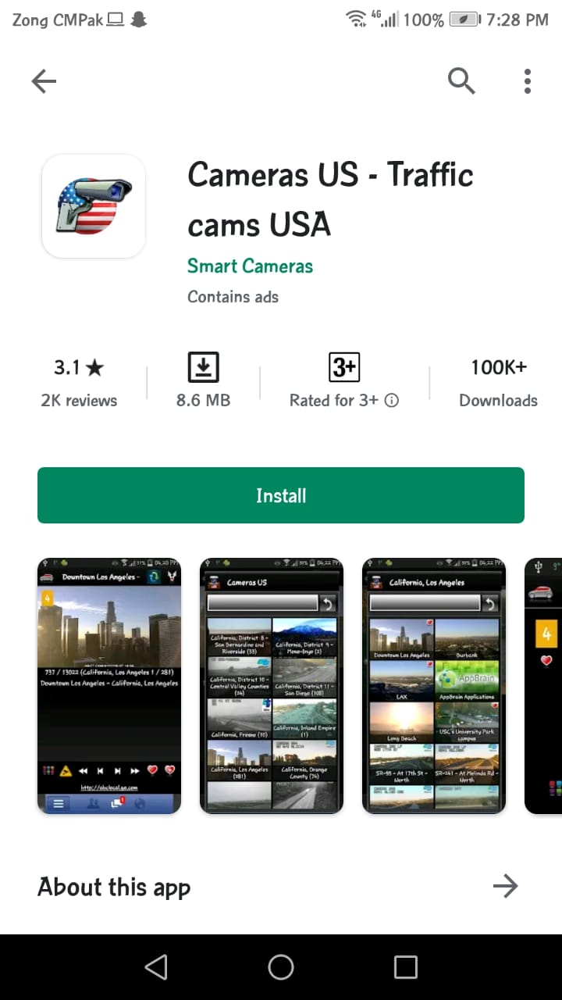 Zong CMPak
4G
100%
7:28 PM
Cameras US - Traffic
cams USA
Smart Cameras
Contains ads
3.1★
2K reviews
8.6 MB
3+
Rated for 3+
100K+
Downloads
Install
Downtown Los Angeles -
4
737 / 13022 (California, Los Angeles 1 / 281)
Downtown Los Angeles - California, Los Angeles
http://abclocal.go.com
Cameras US
California, District 8 -
San Bernardino and
Riverside (33)
California, District 9 -
Mono-Inyo (2)
California, District 10 -
Central Valley Counties
(24)
California, District 11 -
San Diego (108)
California, Fresno (10)
California, Inland Empire
(1)
California, Los Angeles
(281)
California, Orange
County (74)
California, Los Angeles
Downtown Los Angeles
Burbank
LAX
AppBrain
AppBrain Applications
Long Beach
USC's University Park
campus
SR-55 - At 17th St -
North
SR-241 - At Melinda Rd -
North
4
About this app